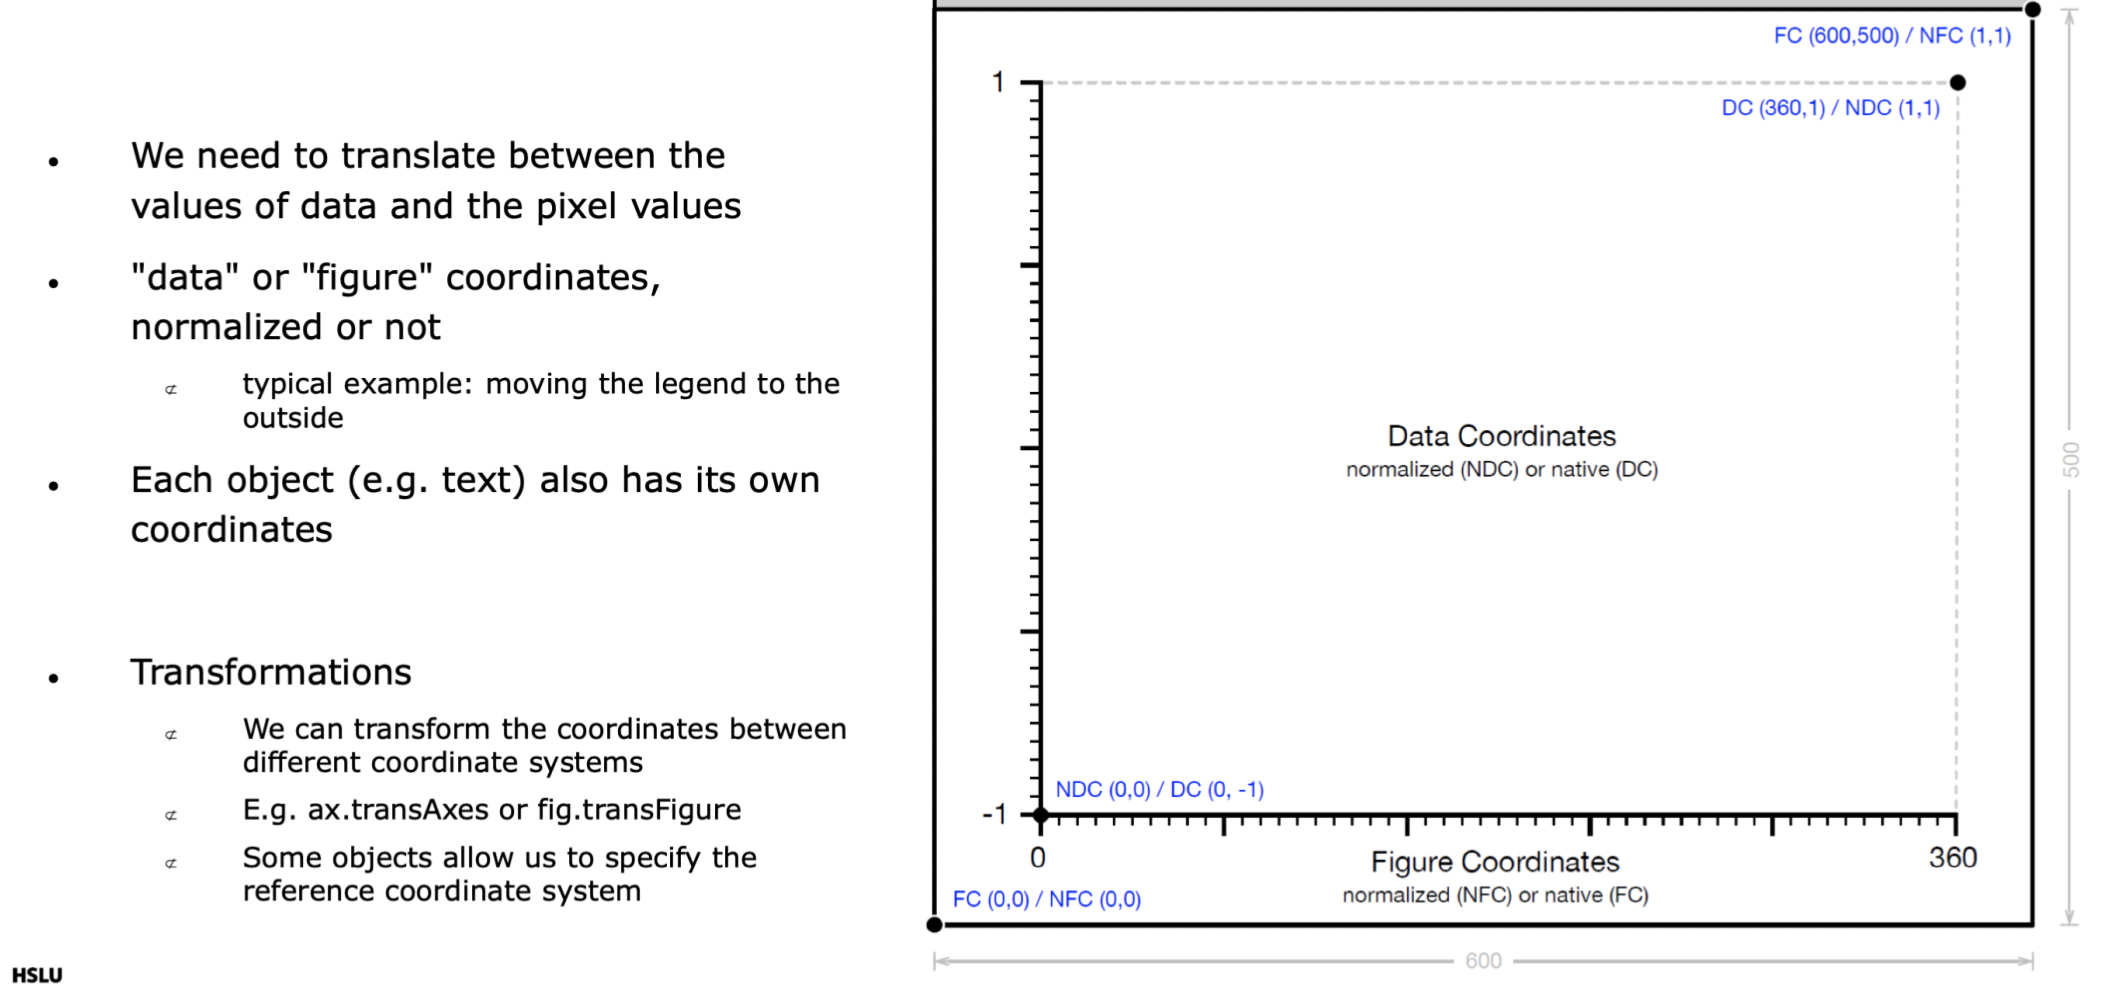 We need to translate between the
values of data and the pixel values
"data" or "figure" coordinates,
normalized or not
typical example: moving the legend to the
outside
Each object (e.g. text) also has its own
coordinates
Transformations
We can transform the coordinates between
different coordinate systems
E.g. ax.transAxes or fig.transFigure
Some objects allow us to specify the
reference coordinate system
HSLU
FC (600,500) / NFC (1,1)
1
DC (360,1) / NDC (1,1)
Data Coordinates
normalized (NDC) or native (DC)
500
NDC (0,0) / DC (0, -1)
-1
0
360
Figure Coordinates
normalized (NFC) or native (FC)
FC (0,0) / NFC (0,0)
600